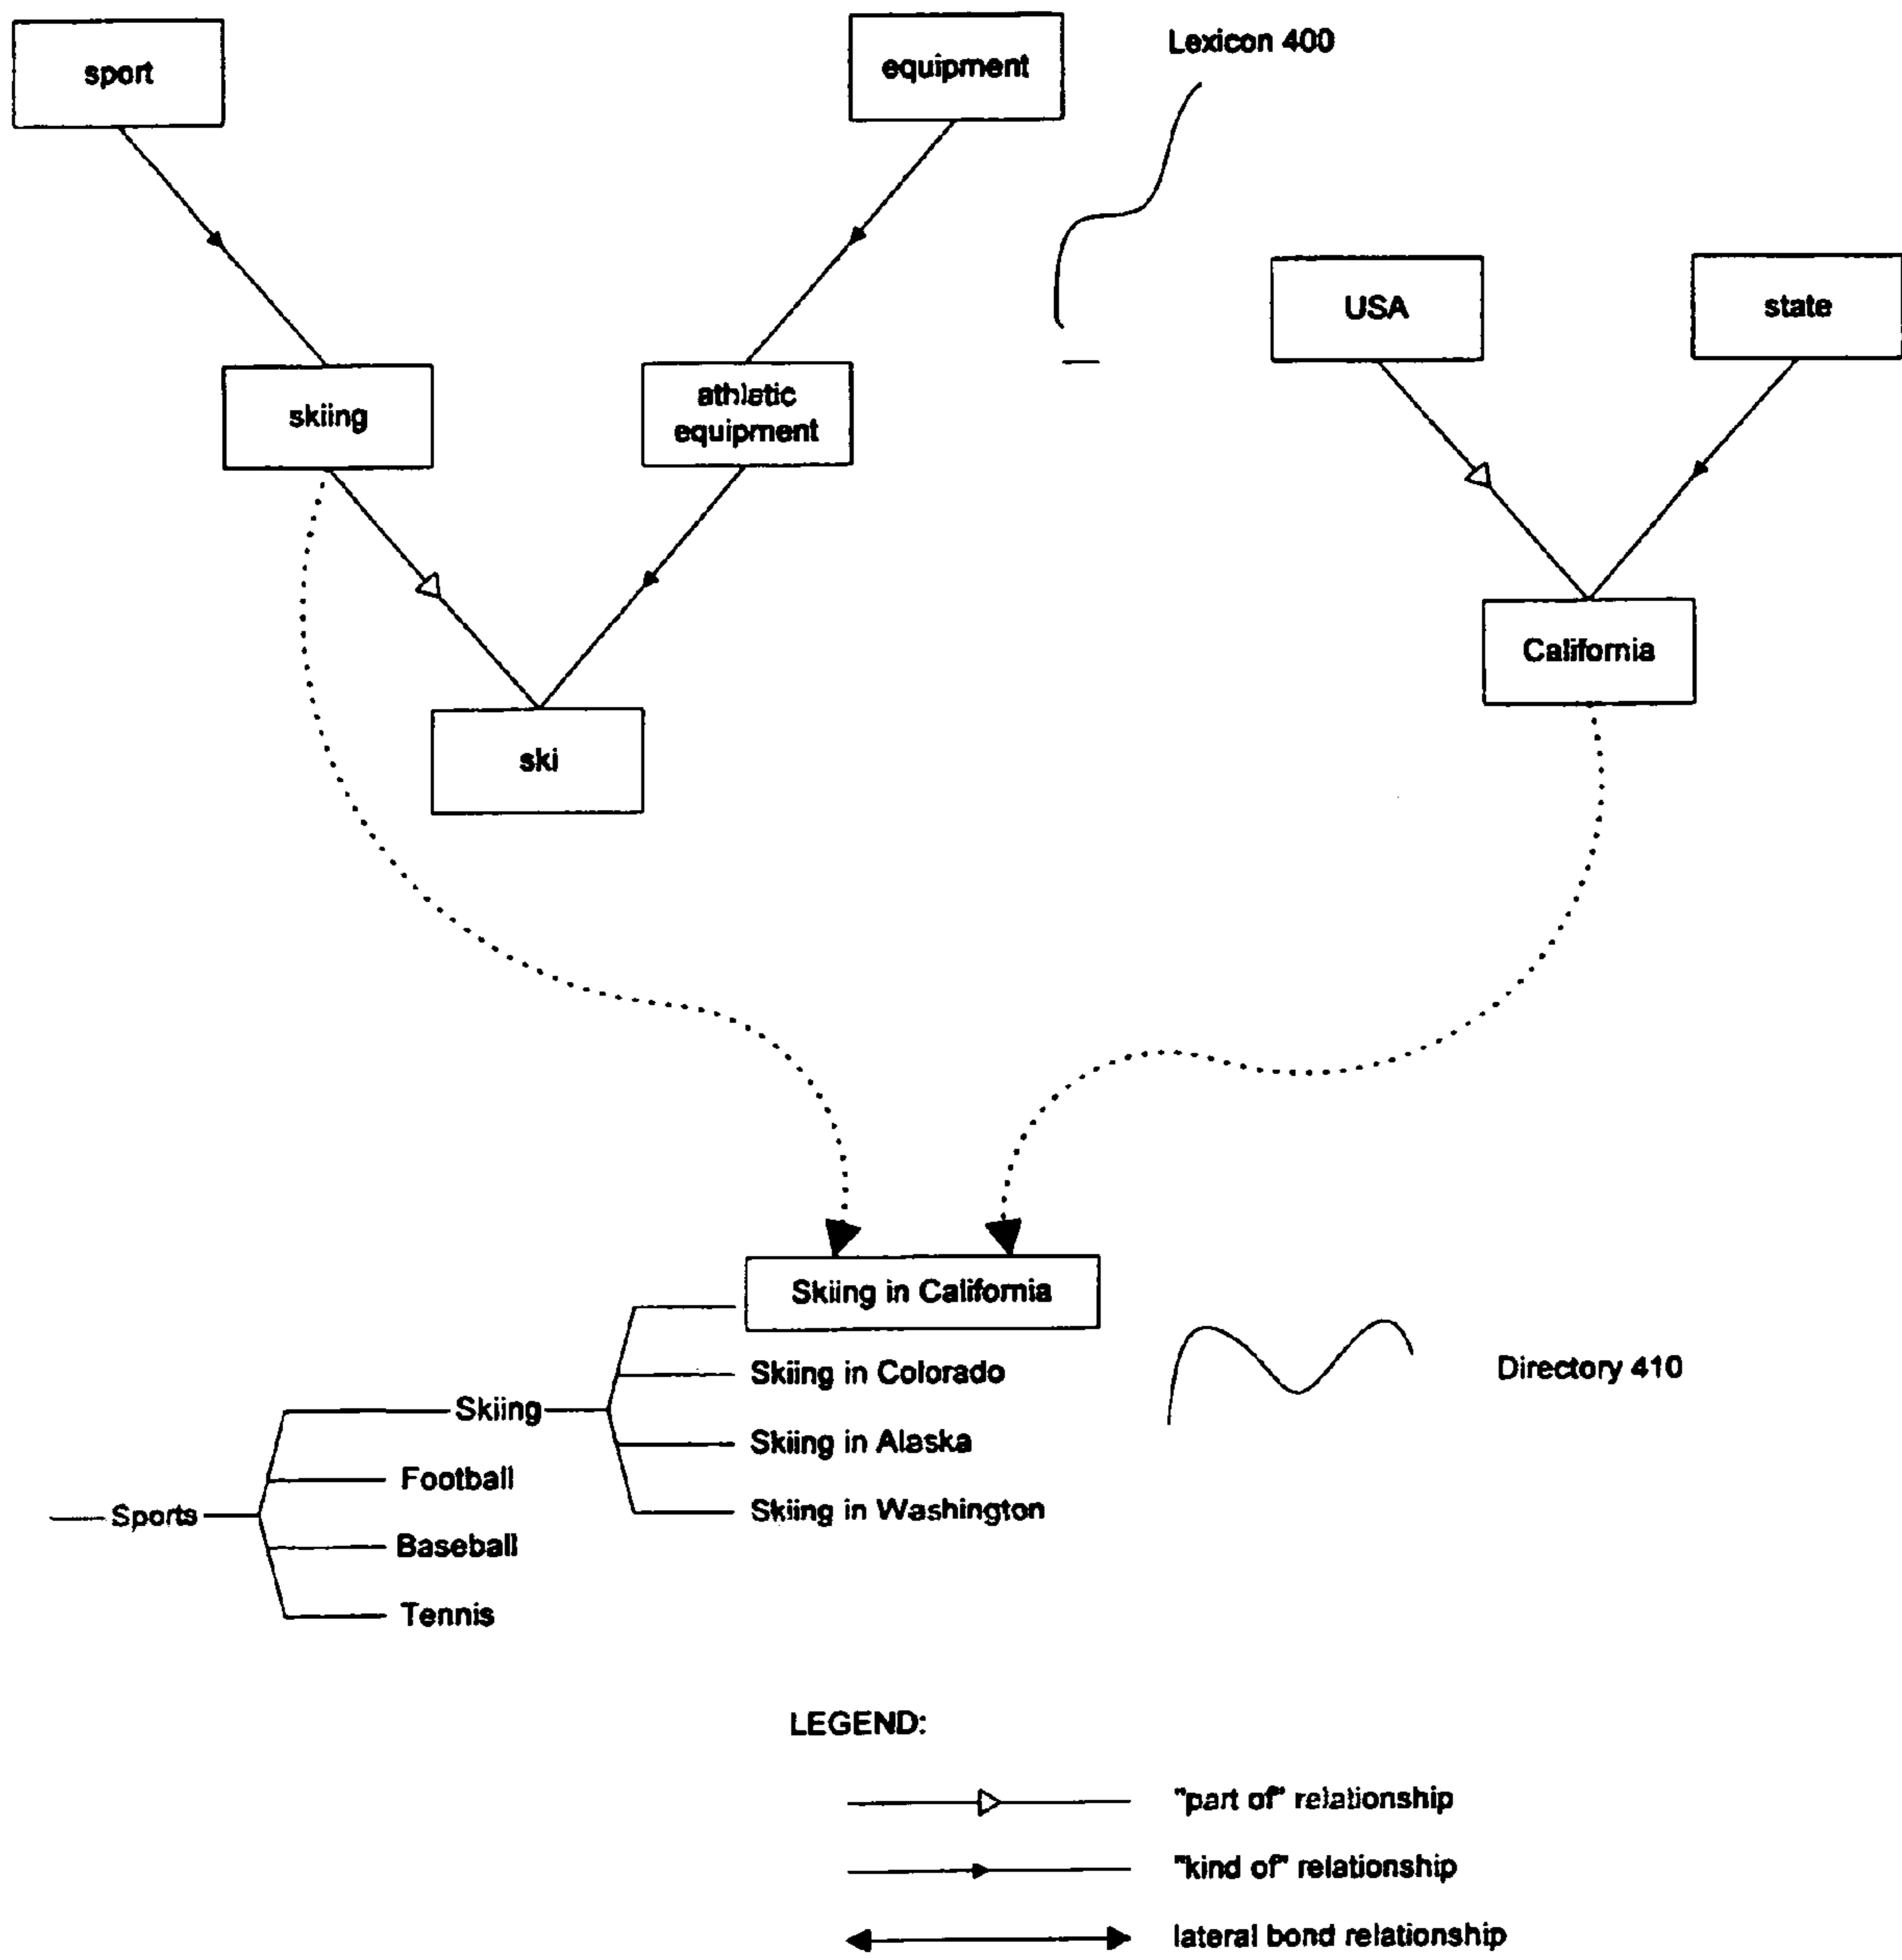 sport
equipment
Lexicon 400
USA
state
skiing
athletic
equipment
California
ski
Skiing in California
Skiing in Colorado
Directory 410
Skiing
Skiing in Alaska
Football
Skiing in Washington
Sports
Baseball
Tennis
LEGEND:
"part of" relationship
"kind of" relationship
lateral bond relationship